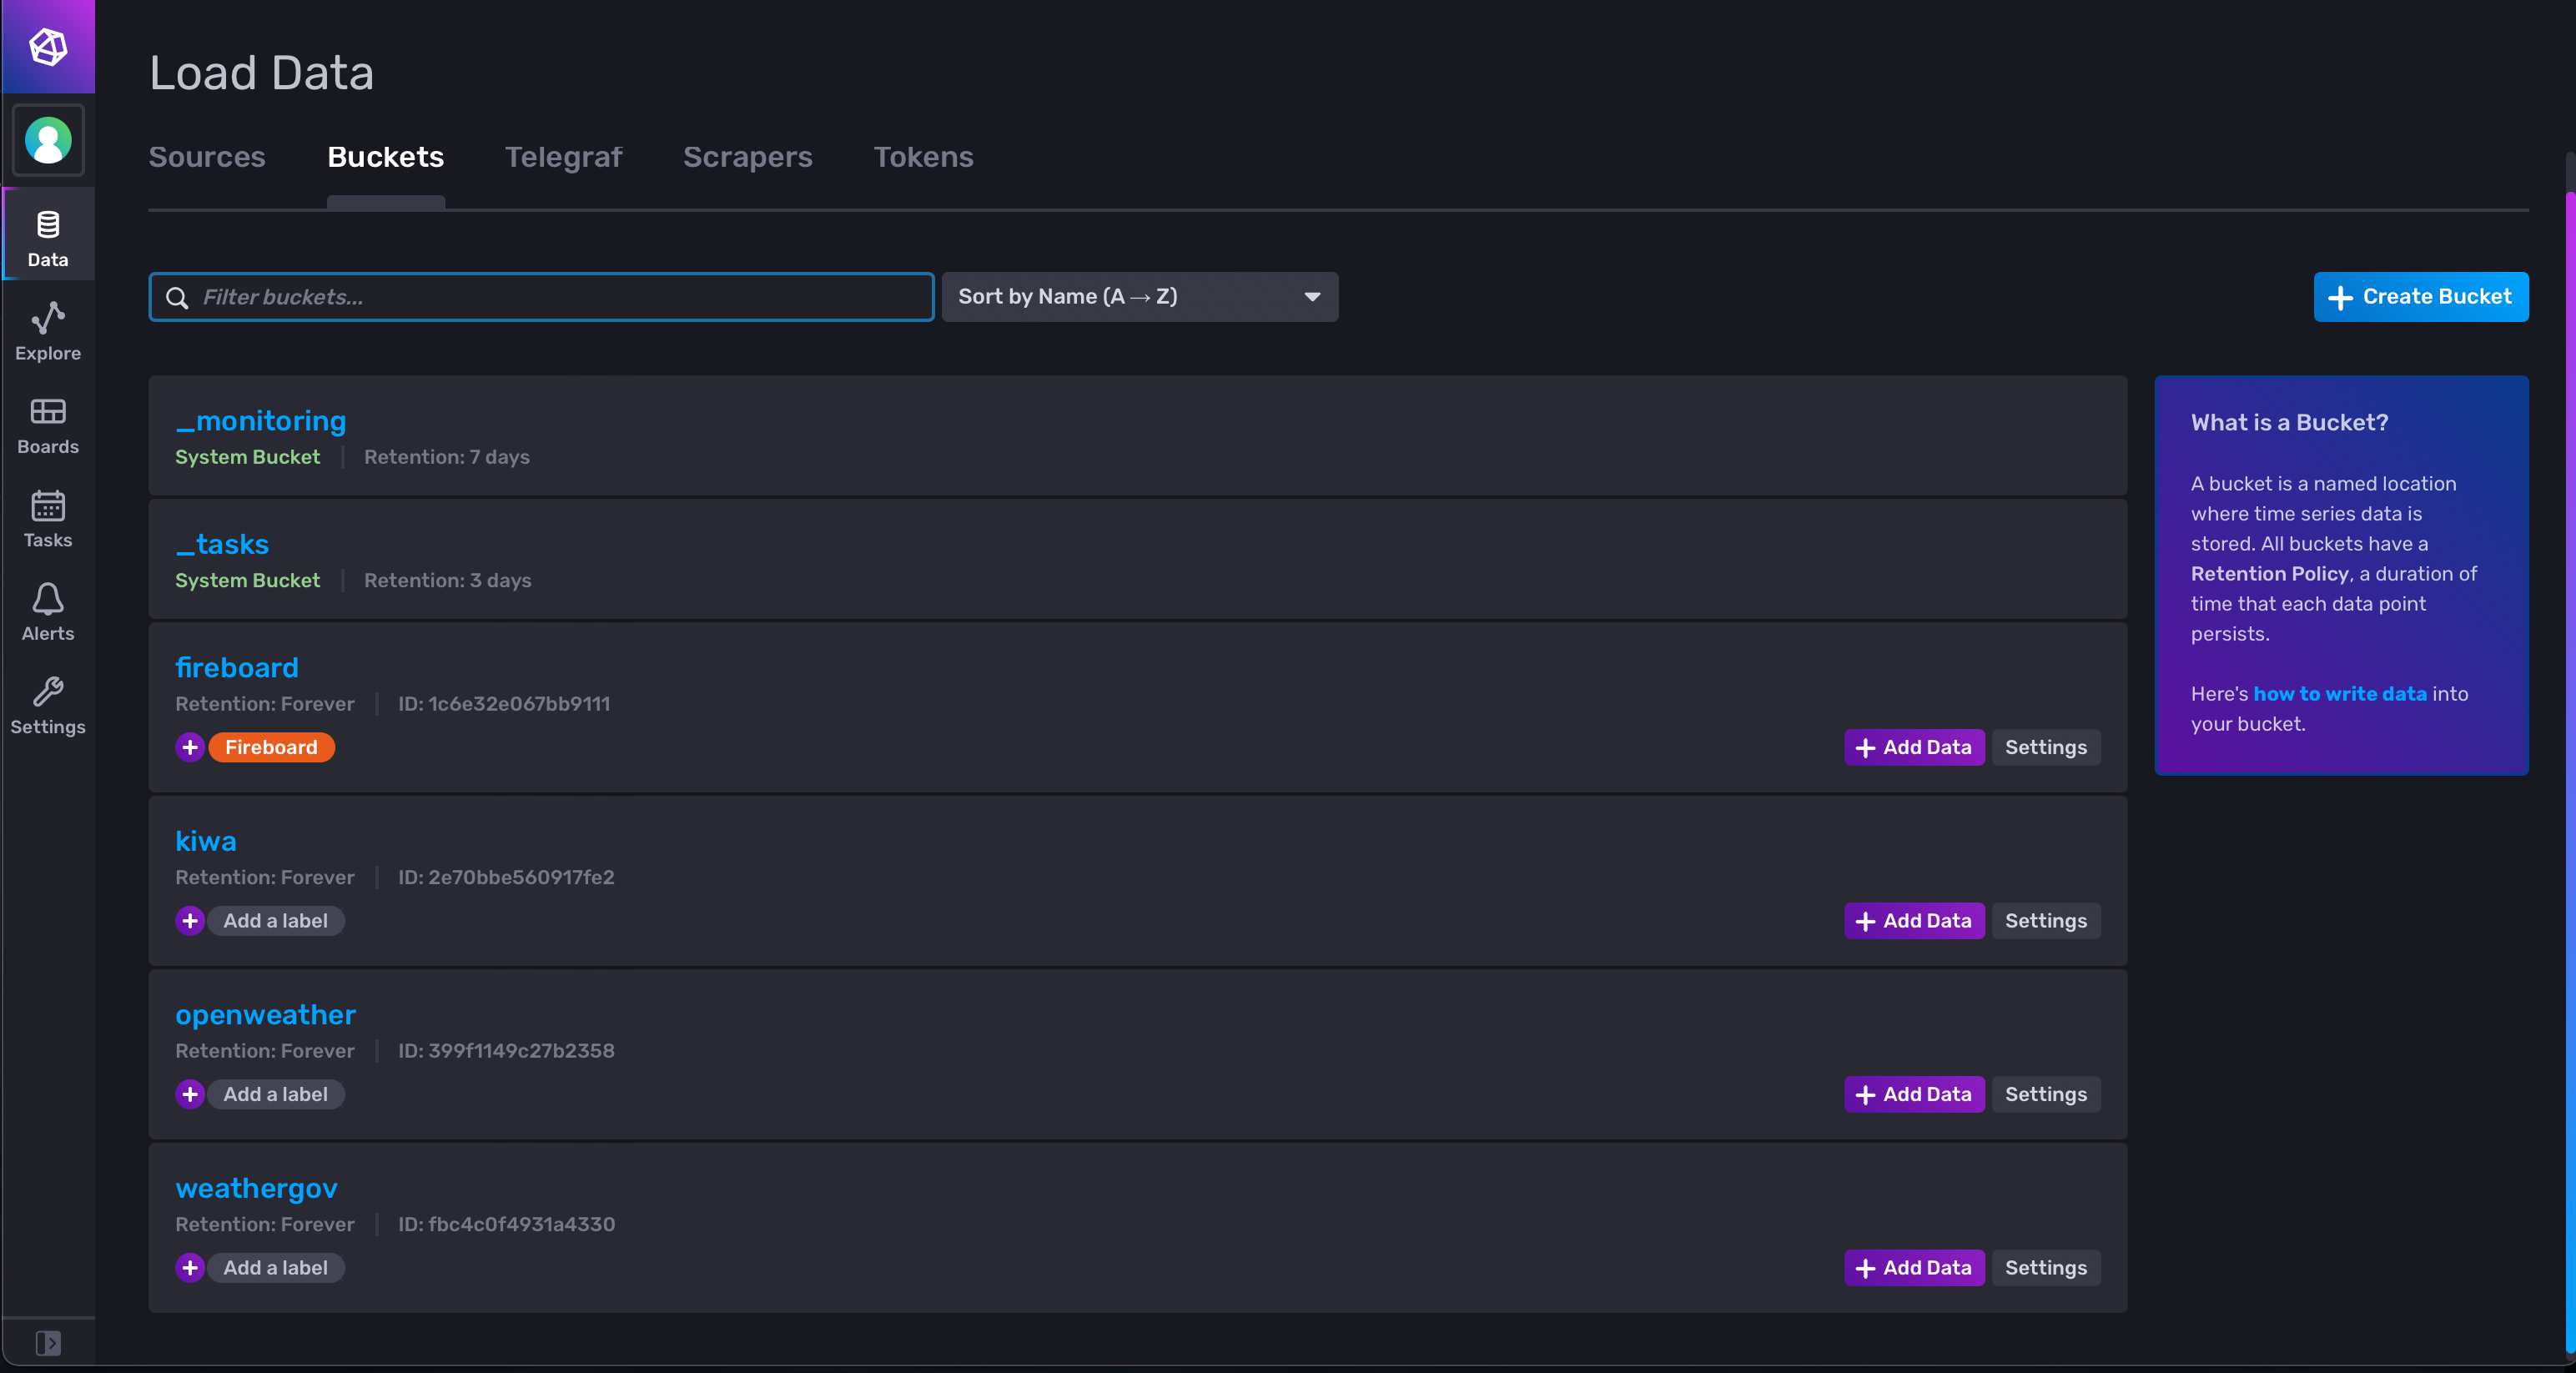 Load Data
Sources
Buckets
Telegraf
Scrapers
Tokens
Data
Explore
Boards
Tasks
Alerts
Settings
Filter buckets...
Sort by Name (A → Z)
Create Bucket
_monitoring
System Bucket
Retention: 7 days
_tasks
System Bucket
Retention: 3 days
fireboard
Retention: Forever
ID: 1c6e32e067bb9111
Fireboard
Add Data
Settings
kiwa
Retention: Forever
ID: 2e70bbe560917fe2
Add a label
Add Data
Settings
openweather
Retention: Forever
ID: 399f1149c27b2358
Add a label
Add Data
Settings
weathergov
Retention: Forever
ID: fbc4c0f4931a4330
Add a label
Add Data
Settings
What is a Bucket?
A bucket is a named location
where time series data is
stored. All buckets have a
Retention Policy, a duration of
time that each data point
persists.
Here's how to write data into
your bucket.